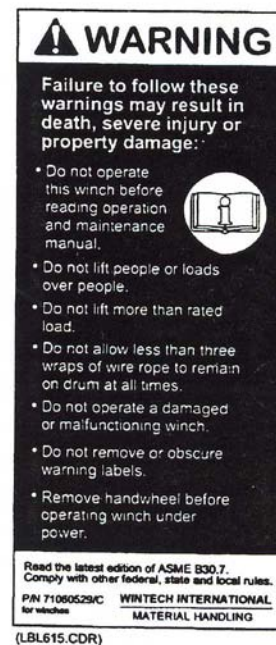 WARNING
Failure to follow these
warnings may result in
death, severe injury or
property damage:
• Do not operate
this winch before
reading operation
and maintenance
manual.
• Do not lift people or loads
over people.
• Do not lift more than rated
load.
• Do not allow less than three
wraps of wire rope to remain
on drum at all times.
• Do not operate a damaged
or malfunctioning winch.
• Do not remove or obscure
warning labels.
• Remove handwheel before
operating winch under
power.
Read the latest edition of ASME B30.7.
Comply with other federal, state and local rules.
P/N 71060529/C WINTECH INTERNATIONAL
for winches MATERIAL HANDLING
(LBL615.CDR)